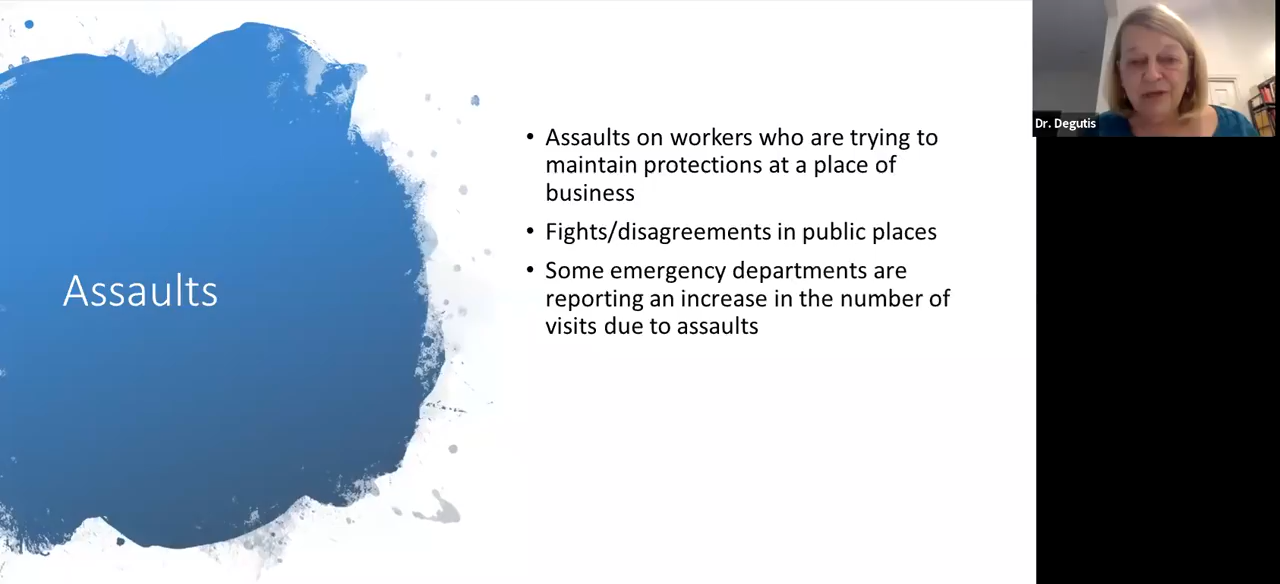 Assaults
• Assaults on workers who are trying to
maintain protections at a place of
business
• Fights/disagreements in public places
• Some emergency departments are
reporting an increase in the number of
visits due to assaults
Dr. Degutis